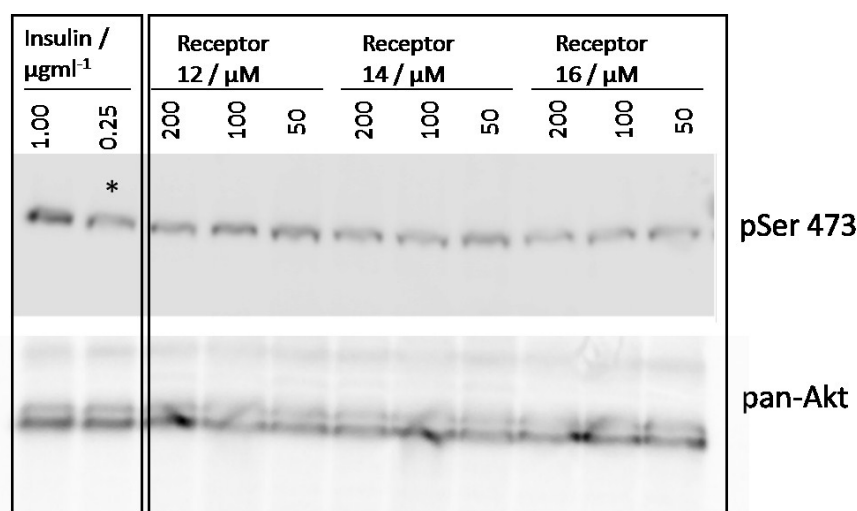 Insulin / Receptor Receptor Receptor
µgml-1 12 / µM 14 / µM 16 / µM
1.00 0.25 200 100 50 200 100 50 200 100 50
*
pSer 473
pan-Akt